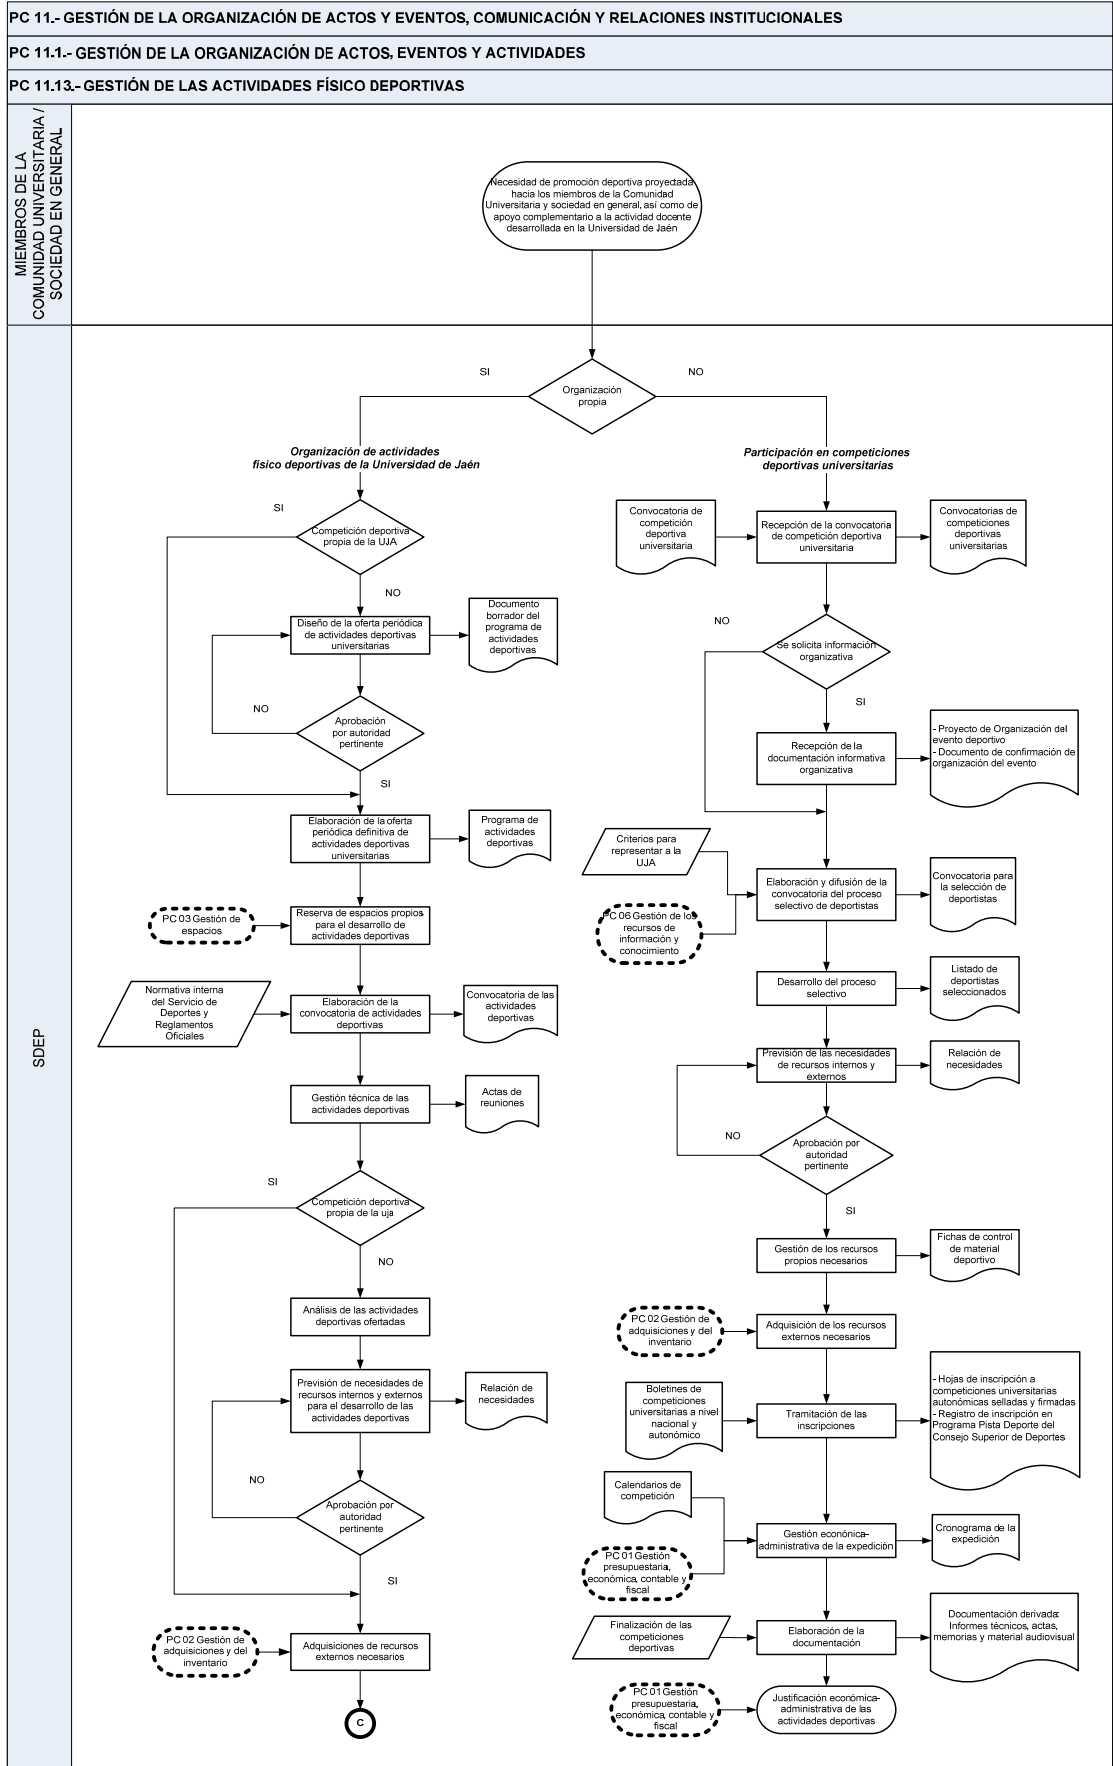 PC 11.- GESTIÓN DE LA ORGANIZACIÓN DE ACTOS Y EVENTOS, COMUNICACIÓN Y RELACIONES INSTITUCIONALES
PC 11.1.- GESTIÓN DE LA ORGANIZACIÓN DE ACTOS, EVENTOS Y ACTIVIDADES
PC 11.13.- GESTIÓN DE LAS ACTIVIDADES FÍSICO DEPORTIVAS
MIEMBROS DE LA
COMUNIDAD UNIVERSITARIA /
SOCIEDAD EN GENERAL
Necesidad de promoción deportiva proyectada
hacia los miembros de la Comunidad
Universitaria y sociedad en general, así como de
apoyo complementario a la actividad docente
desarrollada en la Universidad de Jaén
SDEP
SI
NO
Organización
propia
Organización de actividades
físico deportivas de la Universidad de Jaén
SI
Competición deportiva
propia de la UJA
NO
Diseño de la oferta periódica
de actividades deportivas
universitarias
Documento
borrador del
programa de
actividades
deportivas
NO
Aprobación
por autoridad
pertinente
SI
Elaboración de la oferta
periódica definitiva de
actividades deportivas
universitarias
Programa de
actividades
deportivas
PC 03 Gestión de
espacios
Reserva de espacios propios
para el desarrollo de
actividades deportivas
Normativa interna
del Servicio de
Deportes y
Reglamentos
Oficiales
Elaboración de la
convocatoria de actividades
deportivas
Convocatoria de las
actividades
deportivas
Gestión técnica de las
actividades deportivas
Actas de
reuniones
SI
Competición deportiva
propia de la uja
NO
Análisis de las actividades
deportivas ofertadas
Previsión de necesidades de
recursos internos y externos
para el desarrollo de las
actividades deportivas
Relación de
necesidades
NO
Aprobación por
autoridad
pertinente
SI
PC 02 Gestión de
adquisiciones y del
inventario
Adquisiciones de recursos
externos necesarios
C
Participación en competiciones
deportivas universitarias
Convocatoria de
competición
deportiva
universitaria
Recepción de la convocatoria
de competición deportiva
universitaria
Convocatorias de
competiciones
deportivas
universitarias
NO
Se solicita información
organizativa
SI
Recepción de la
documentación informativa
organizativa
- Proyecto de Organización del
evento deportivo
- Documento de confirmación de
organización del evento
Criterios para
representar a la
UJA
PC 06 Gestión de los
recursos de
información y
conocimiento
Elaboración y difusión de la
convocatoria del proceso
selectivo de deportistas
Convocatoria para
la selección de
deportistas
Desarrollo del proceso
selectivo
Listado de
deportistas
seleccionados
Previsión de las necesidades
de recursos internos y
externos
Relación de
necesidades
NO
Aprobación por
autoridad
pertinente
SI
Gestión de los recursos
propios necesarios
Fichas de control
de material
deportivo
PC 02 Gestión de
adquisiciones y del
inventario
Adquisición de los recursos
externos necesarios
Boletines de
competiciones
universitarias a nivel
nacional y
autonómico
Tramitación de las
inscripciones
- Hojas de inscripción a
competiciones universitarias
autonómicas selladas y firmadas
- Registro de inscripción en
Programa Pista Deporte del
Consejo Superior de Deportes
Calendarios de
competición
PC 01 Gestión
presupuestaria,
económica, contable y
fiscal
Gestión económica-
administrativa de la expedición
Cronograma de la
expedición
Finalización de las
competiciones
deportivas
Elaboración de la
documentación
Documentación derivada:
Informes técnicos, actas,
memorias y material audiovisual
PC 01 Gestión
presupuestaria,
económica, contable y
fiscal
Justificación económica-
administrativa de las
actividades deportivas